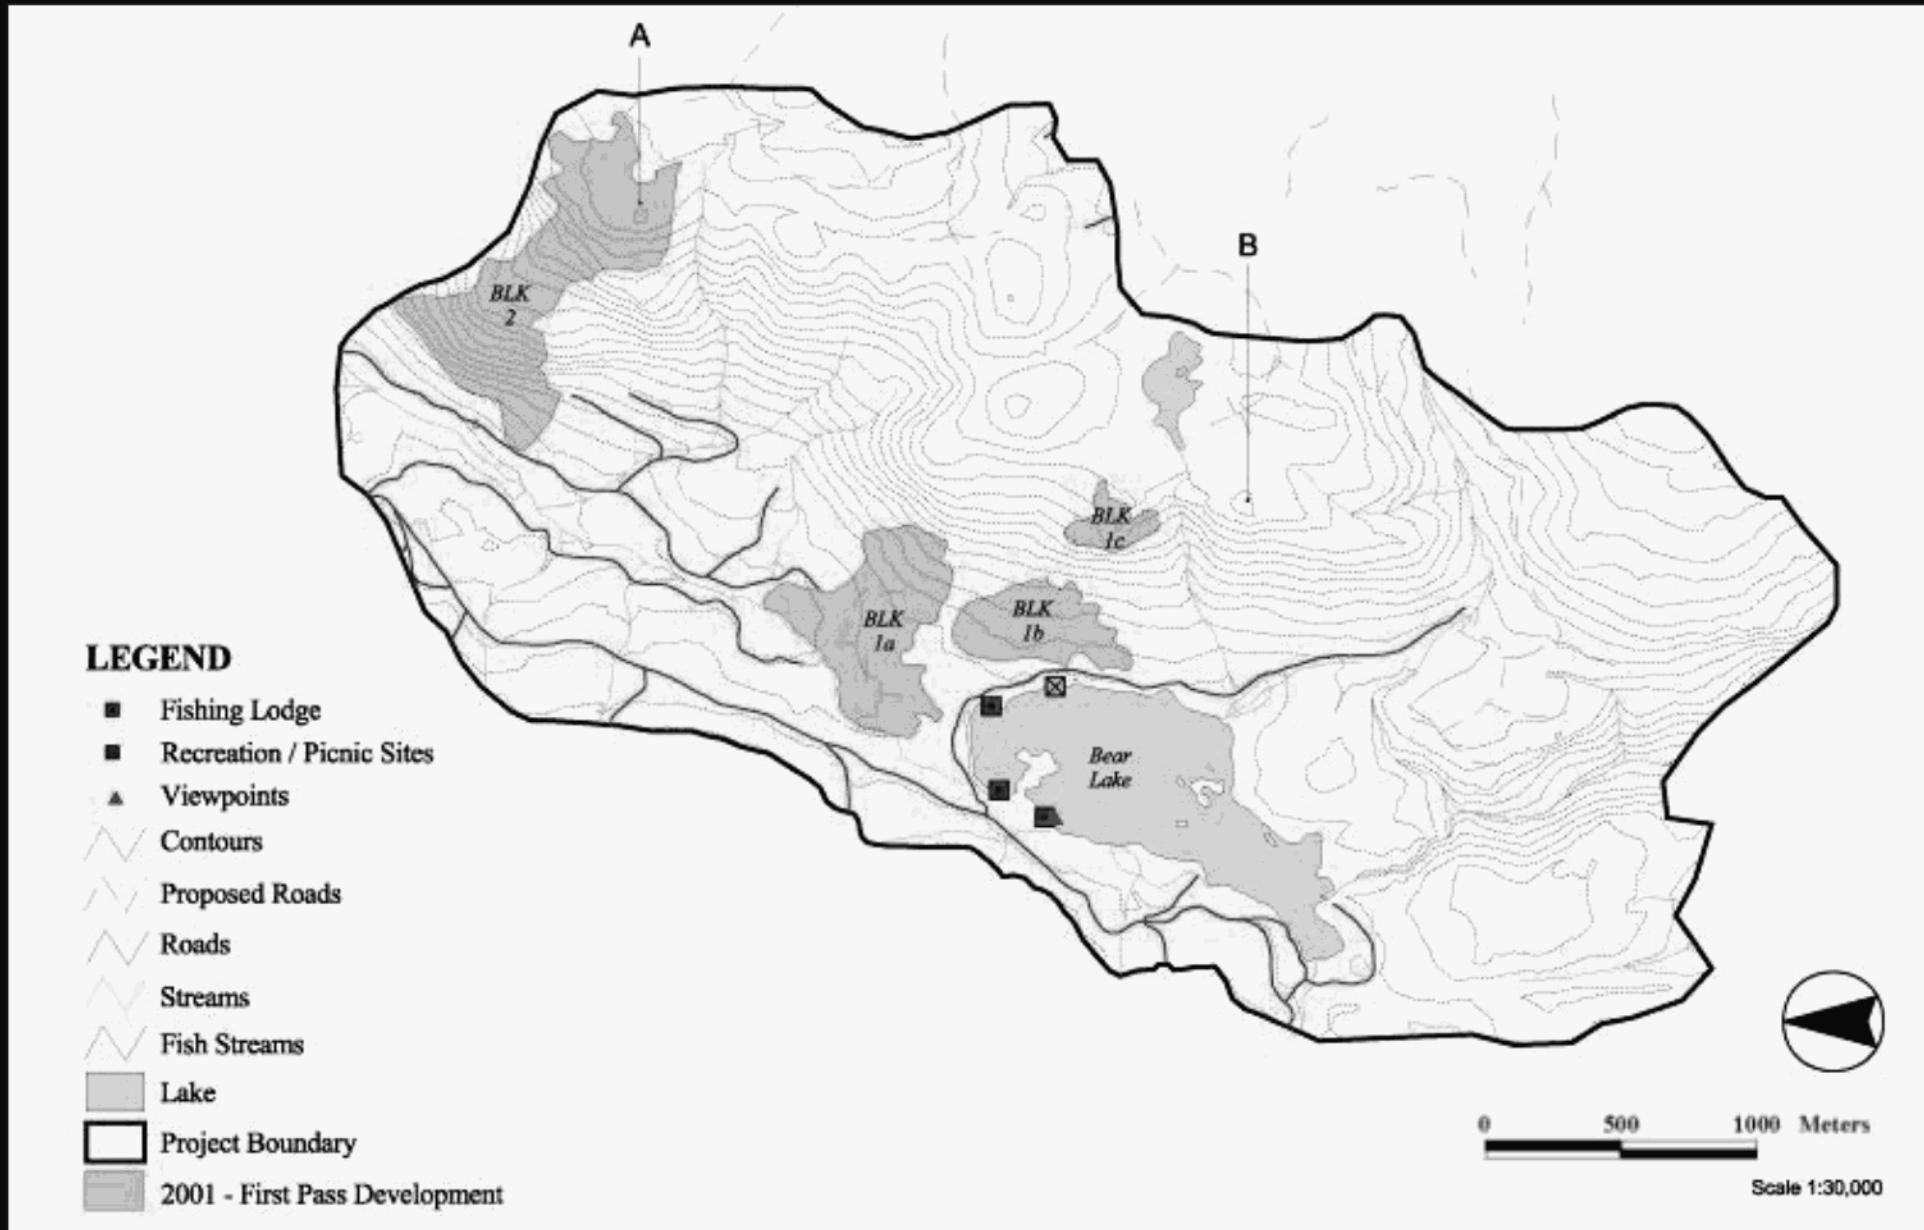 A
B
BLK
2
BLK
1c
BLK
1a
BLK
1b
Bear
Lake
LEGEND
Fishing Lodge
Recreation / Picnic Sites
Viewpoints
Contours
Proposed Roads
Roads
Streams
Fish Streams
Lake
Project Boundary
2001 - First Pass Development
0 500 1000 Meters
Scale 1:30,000